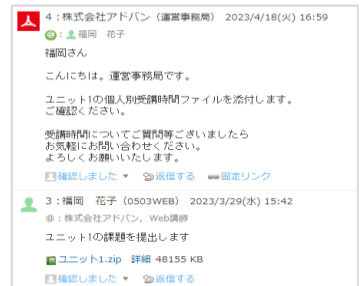 4：株式会社アドバン（運営事務局） 2023/4/18(火) 16:59
@：福岡 花子
福岡さん
こんにちは。運営事務局です。
ユニット1の個人別受講時間ファイルを添付します。
ご確認ください。
受講時間についてご質問等ございましたら
お気軽にお問い合わせください。
よろしくお願いいたします。
確認しました ▼ 返信する 固定リンク
3：福岡 花子（0503WEB） 2023/3/29(水) 15:42
@：株式会社アドバン, Web講師
ユニット1の課題を提出します
ユニット1.zip 詳細 48155 KB
確認しました ▼ 返信する